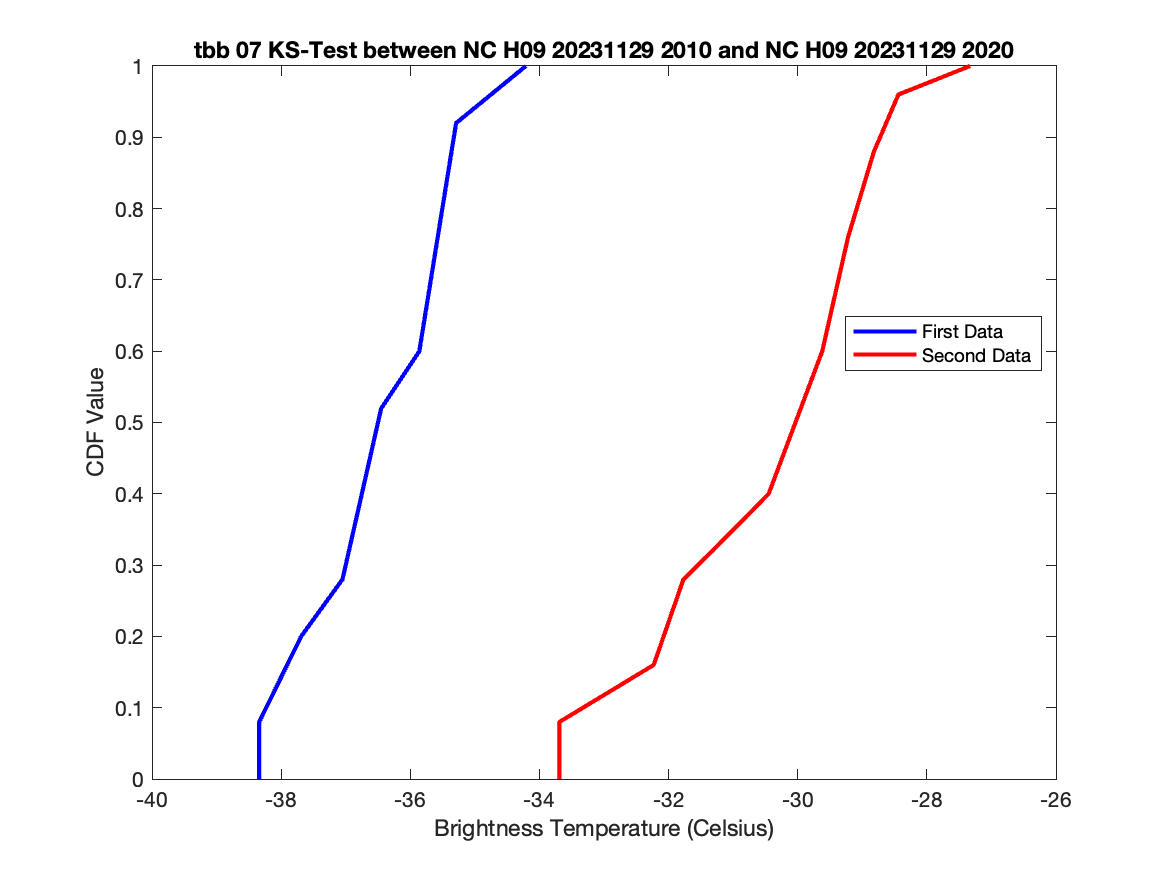 tbb 07 KS-Test between NC H09 20231129 2010 and NC H09 20231129 2020
1
0.9
0.8
0.7
0.6
0.5
0.4
0.3
0.2
0.1
0
CDF Value
First Data
Second Data
-40 -38 -36 -34 -32 -30 -28 -26
Brightness Temperature (Celsius)